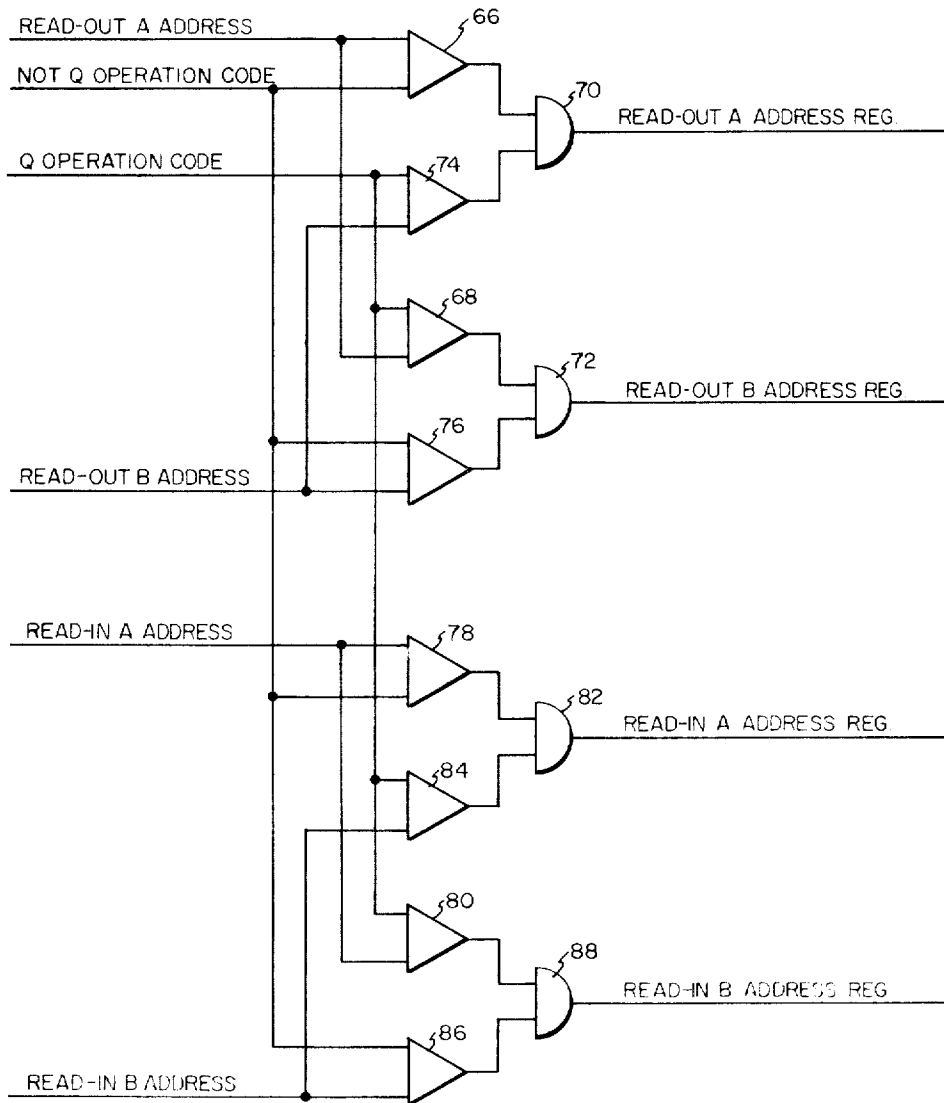 READ-OUT A ADDRESS
66
NOT Q OPERATION CODE
70
READ-OUT A ADDRESS REG.
Q OPERATION CODE
74
68
72
READ-OUT B ADDRESS REG
76
READ-OUT B ADDRESS
READ-IN A ADDRESS
78
82
READ-IN A ADDRESS REG
84
80
88
READ-IN B ADDRESS REG
86
READ-IN B ADDRESS